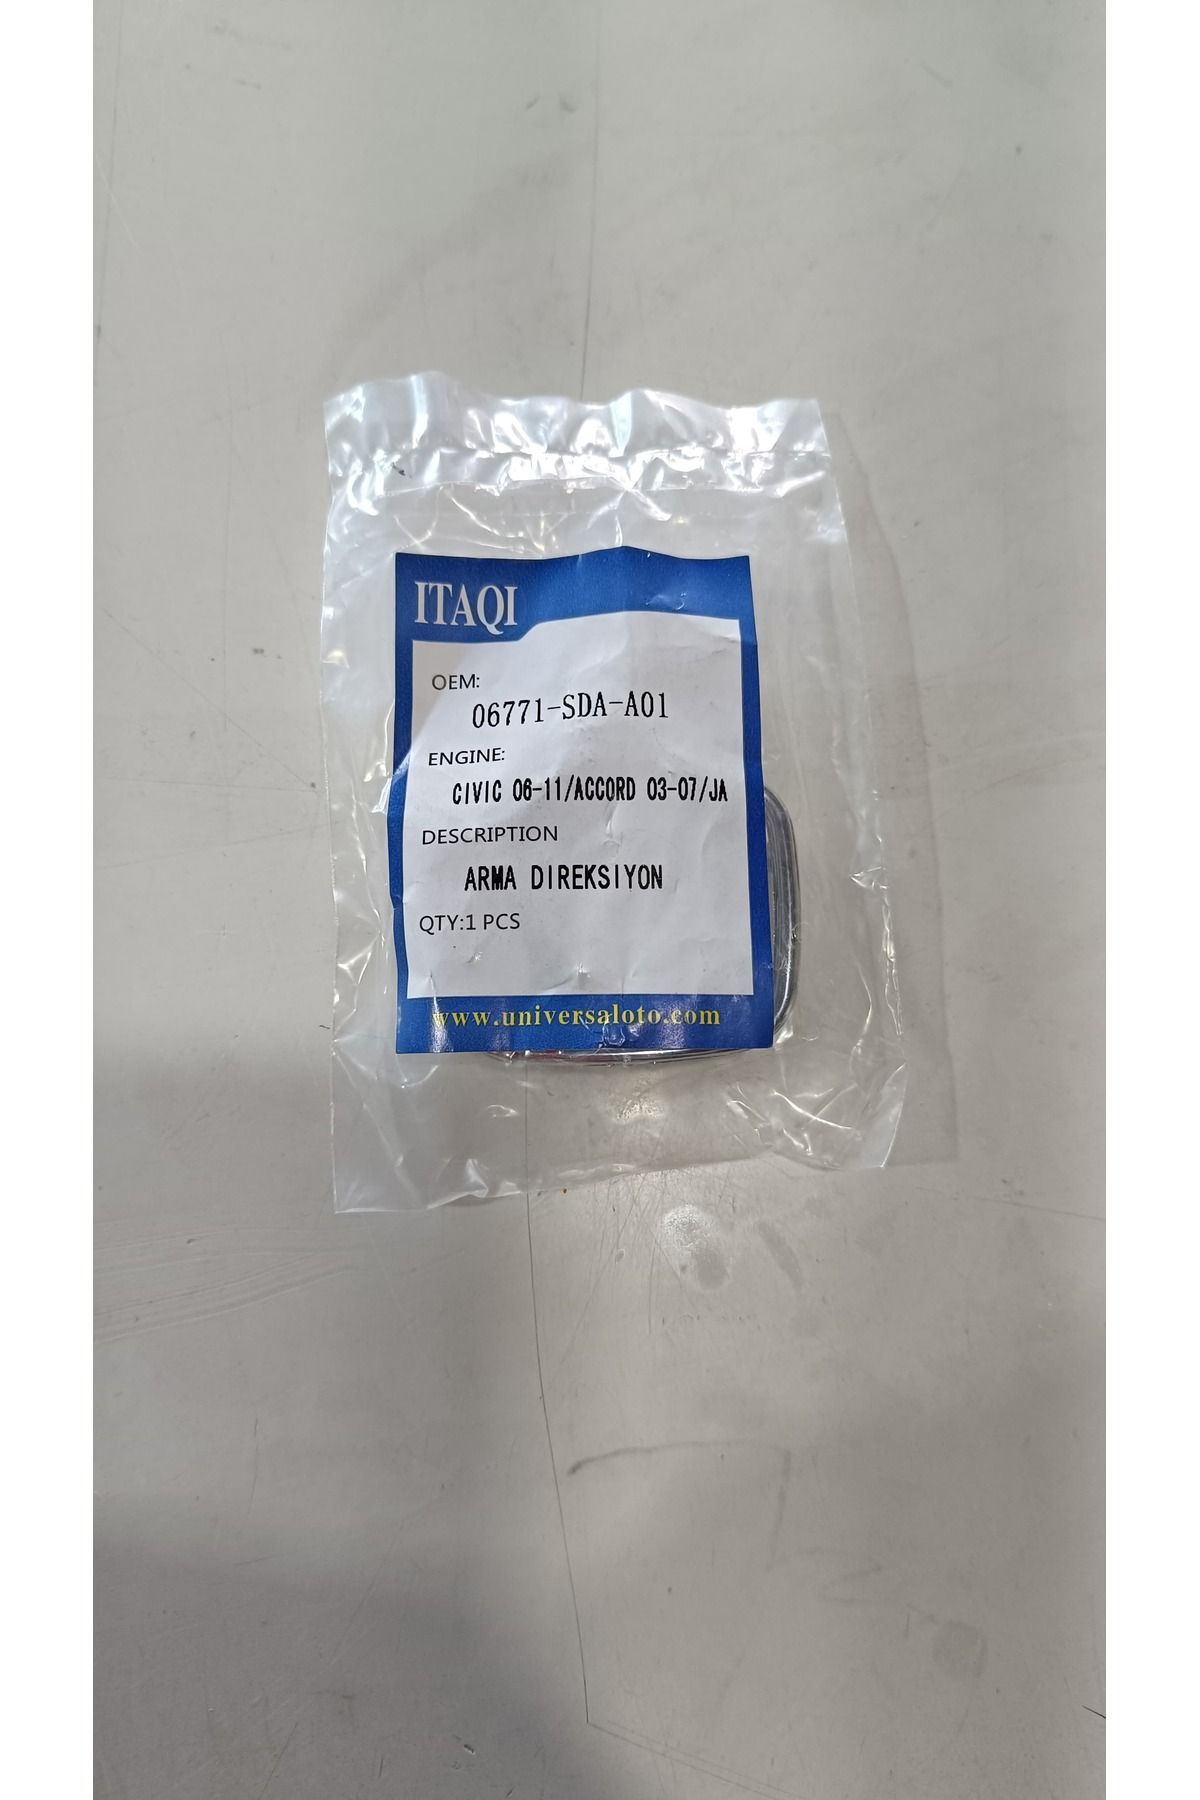 ITAQI
OEM:
06771-SDA-A01
ENGINE:
CIVIC 06-11/ACCORD 03-07/JA
DESCRIPTION
ARMA DIREKSIYON
QTY:1 PCS
www.universaloto.com